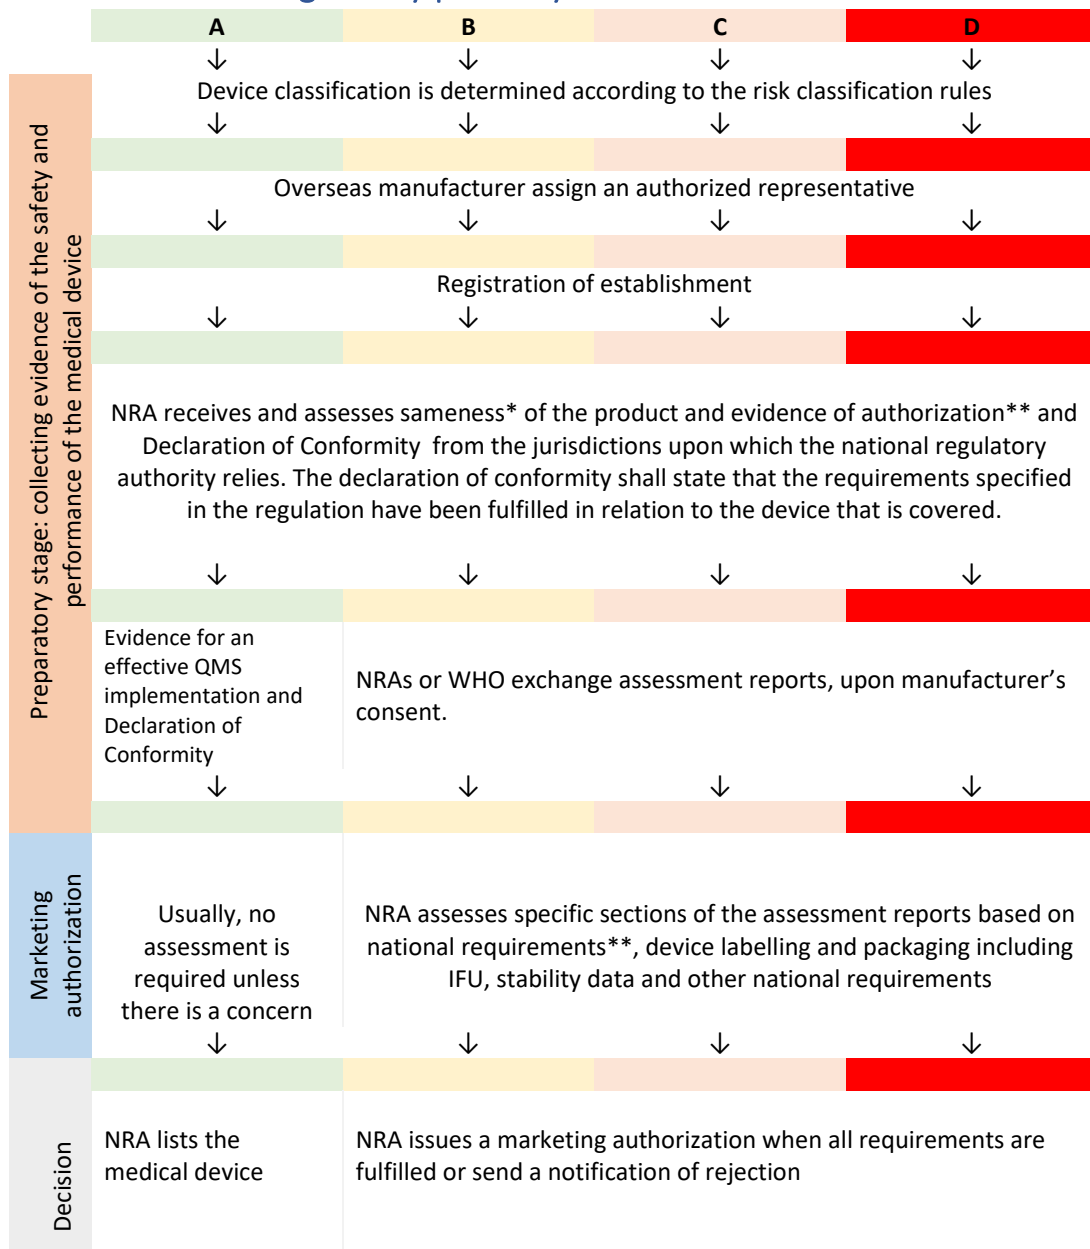 A B C D
↓ ↓ ↓ ↓
Device classification is determined according to the risk classification rules
↓ ↓ ↓ ↓
Overseas manufacturer assign an authorized representative
↓ ↓ ↓ ↓
Registration of establishment
↓ ↓ ↓ ↓
NRA receives and assesses sameness* of the product and evidence of authorization** and
Declaration of Conformity from the jurisdictions upon which the national regulatory
authority relies. The declaration of conformity shall state that the requirements specified
in the regulation have been fulfilled in relation to the device that is covered.
↓ ↓ ↓ ↓
Evidence for an
effective QMS
implementation and
Declaration of
Conformity
NRAs or WHO exchange assessment reports, upon manufacturer’s
consent.
↓ ↓ ↓ ↓
Preparatory stage: collecting evidence of the safety and
performance of the medical device
Marketing
authorization
Usually, no
assessment is
required unless
there is a concern
NRA assesses specific sections of the assessment reports based on
national requirements**, device labelling and packaging including
IFU, stability data and other national requirements
↓ ↓ ↓ ↓
Decision
NRA lists the
medical device
NRA issues a marketing authorization when all requirements are
fulfilled or send a notification of rejection